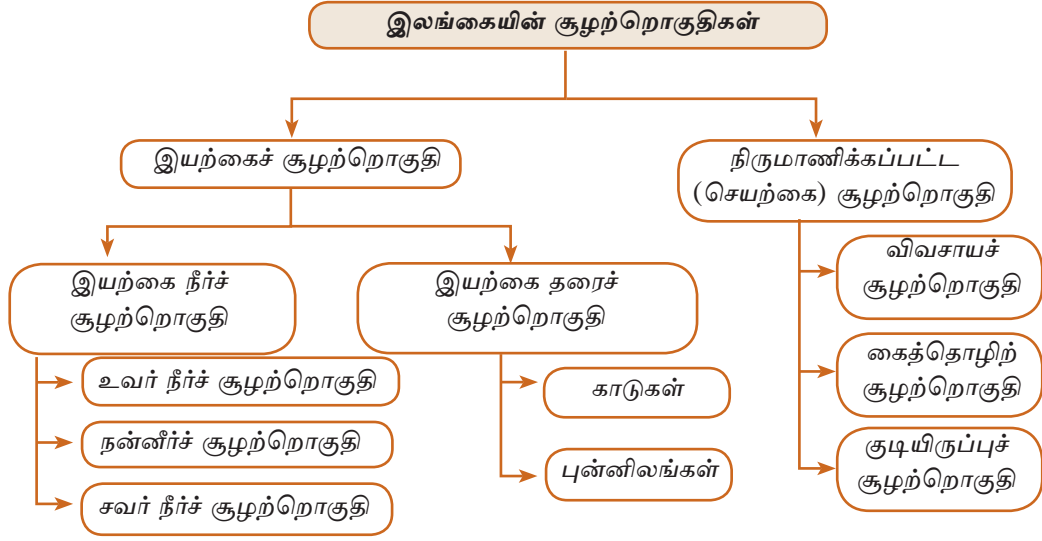 இலங்கையின் சூழற்றொகுதிகள்
இயற்கைச் சூழற்றொகுதி
நிருமாணிக்கப்பட்ட
(செயற்கை) சூழற்றொகுதி
இயற்கை நீர்ச்
சூழற்றொகுதி
இயற்கை தரைச்
சூழற்றொகுதி
விவசாயச்
சூழற்றொகுதி
உவர் நீர்ச் சூழற்றொகுதி
காடுகள்
கைத்தொழிற்
சூழற்றொகுதி
நன்னீர்ச் சூழற்றொகுதி
புன்னிலங்கள்
குடியிருப்புச்
சூழற்றொகுதி
சவர் நீர்ச் சூழற்றொகுதி